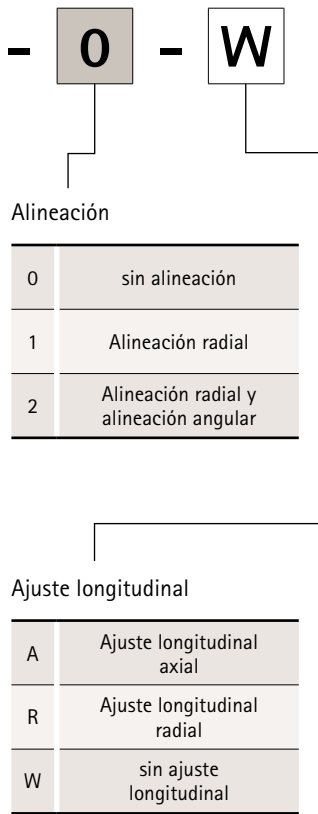 - 0 - W
Alineación
0 sin alineación
1 Alineación radial
2 Alineación radial y
alineación angular
Ajuste longitudinal
A Ajuste longitudinal
axial
R Ajuste longitudinal
radial
W sin ajuste
longitudinal